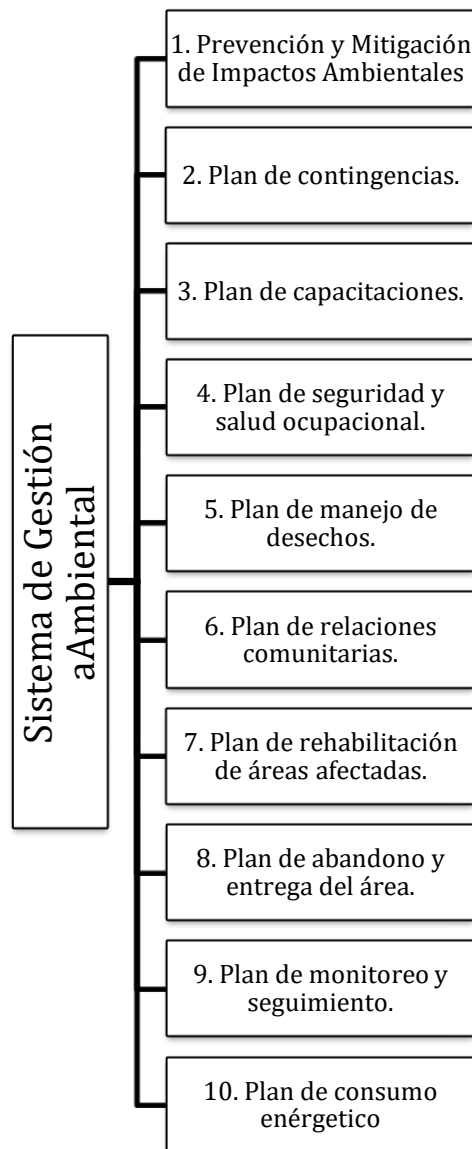 Sistema de Gestión
aAmbiental
1. Prevención y Mitigación
de Impactos Ambientales
2. Plan de contingencias.
3. Plan de capacitaciones.
4. Plan de seguridad y
salud ocupacional.
5. Plan de manejo de
desechos.
6. Plan de relaciones
comunitarias.
7. Plan de rehabilitación
de áreas afectadas.
8. Plan de abandono y
entrega del área.
9. Plan de monitoreo y
seguimiento.
10. Plan de consumo
enérgetico